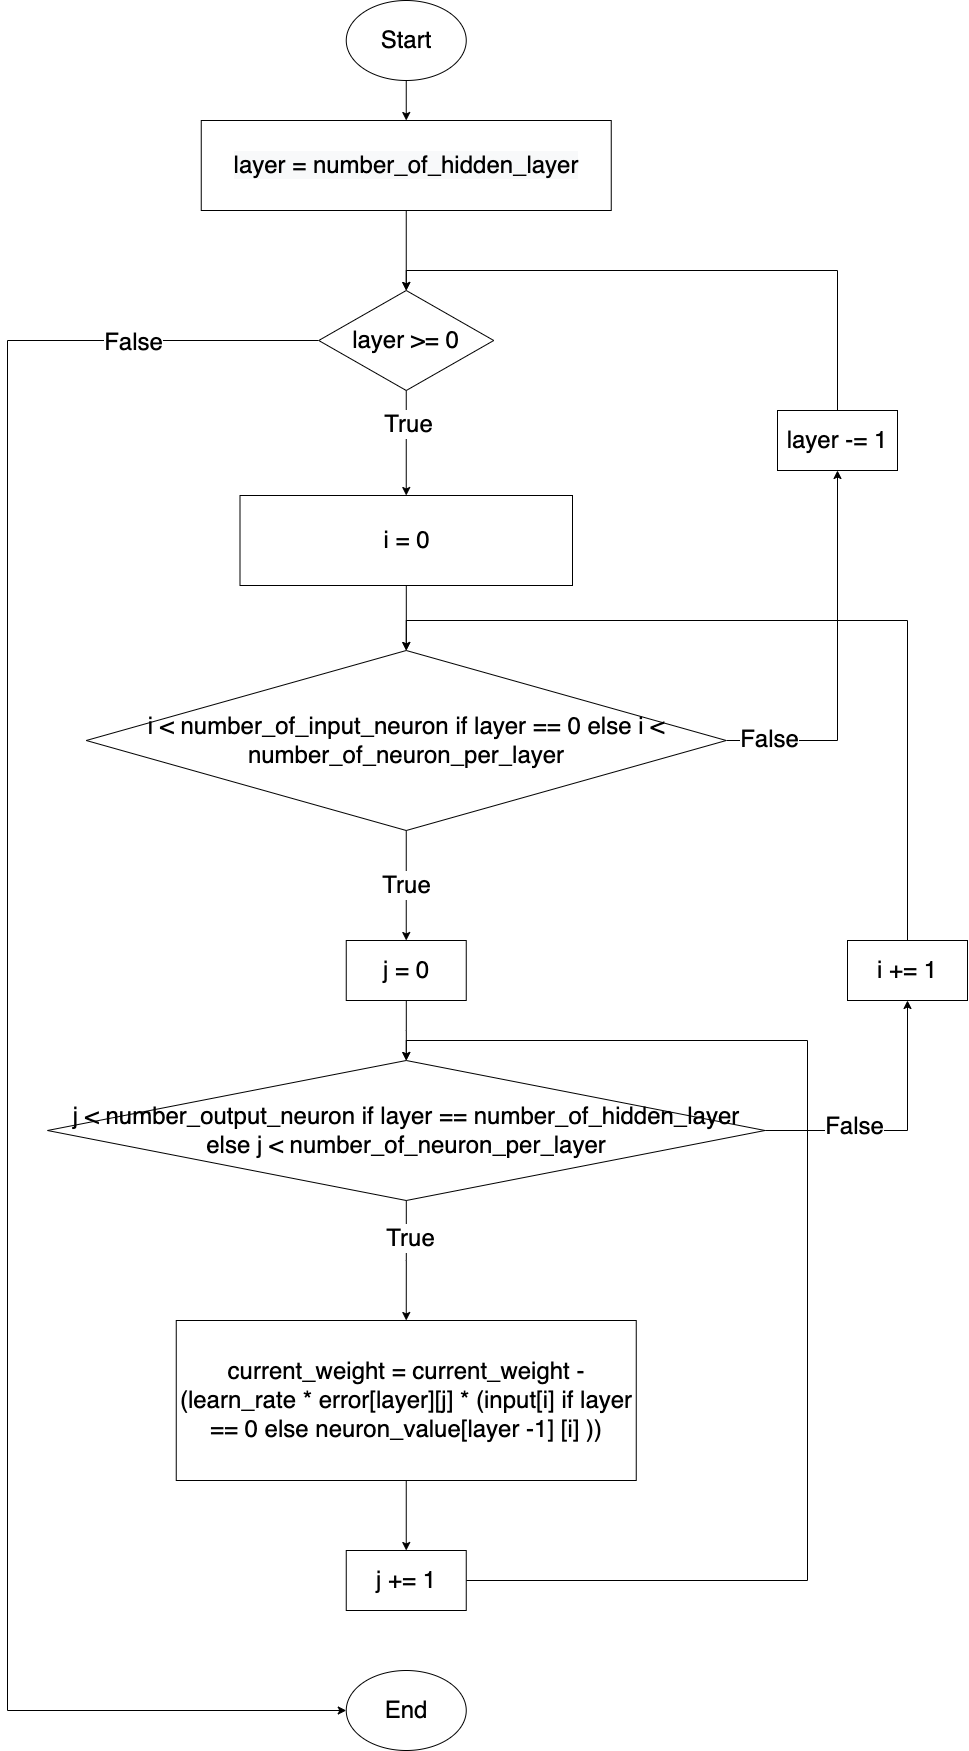 Start
layer = number_of_hidden_layer
layer >= 0
False
True
layer -= 1
i = 0
i < number_of_input_neuron if layer == 0 else i <
number_of_neuron_per_layer
False
True
j = 0
i += 1
j < number_output_neuron if layer == number_of_hidden_layer
else j < number_of_neuron_per_layer
False
True
current_weight = current_weight -
(learn_rate * error[layer][j] * (input[i] if layer
== 0 else neuron_value[layer -1] [i] ))
j += 1
End